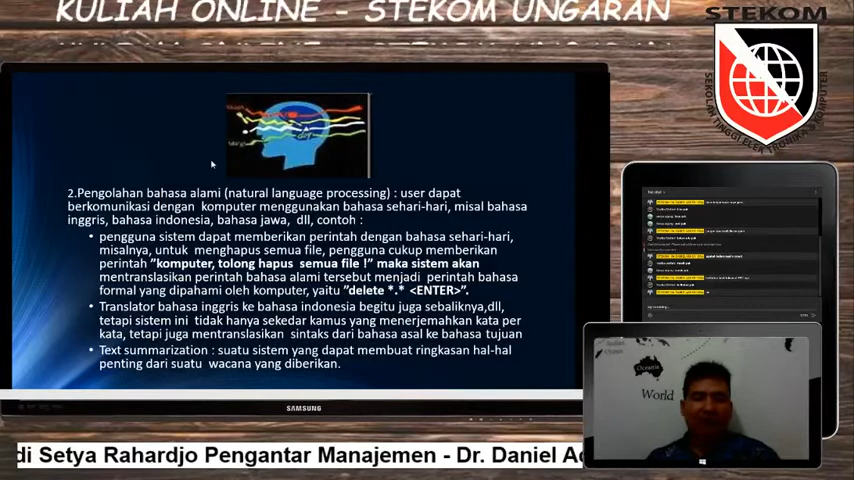 KULIAH ONLINE - STEKOM UNGARAN
STEKOM
SEKOLAH TINGGI ELEKTRONIKA & KOMPUTER
2.Pengolahan bahasa alami (natural language processing) : user dapat
berkomunikasi dengan komputer menggunakan bahasa sehari-hari, misal bahasa
inggris, bahasa indonesia, bahasa jawa, dll, contoh :
• pengguna sistem dapat memberikan perintah dengan bahasa sehari-hari,
misalnya, untuk menghapus semua file, pengguna cukup memberikan
perintah "komputer, tolong hapus semua file !" maka sistem akan
mentranslasikan perintah bahasa alami tersebut menjadi perintah bahasa
formal yang dipahami oleh komputer, yaitu "delete *.* <ENTER>".
• Translator bahasa inggris ke bahasa indonesia begitu juga sebaliknya,dll,
tetapi sistem ini tidak hanya sekedar kamus yang menerjemahkan kata per
kata, tetapi juga mentranslasikan sintaks dari bahasa asal ke bahasa tujuan
• Text summarization : suatu sistem yang dapat membuat ringkasan hal-hal
penting dari suatu wacana yang diberikan.
SAMSUNG
Oceania
World
di Setya Rahardjo Pengantar Manajemen - Dr. Daniel Ad